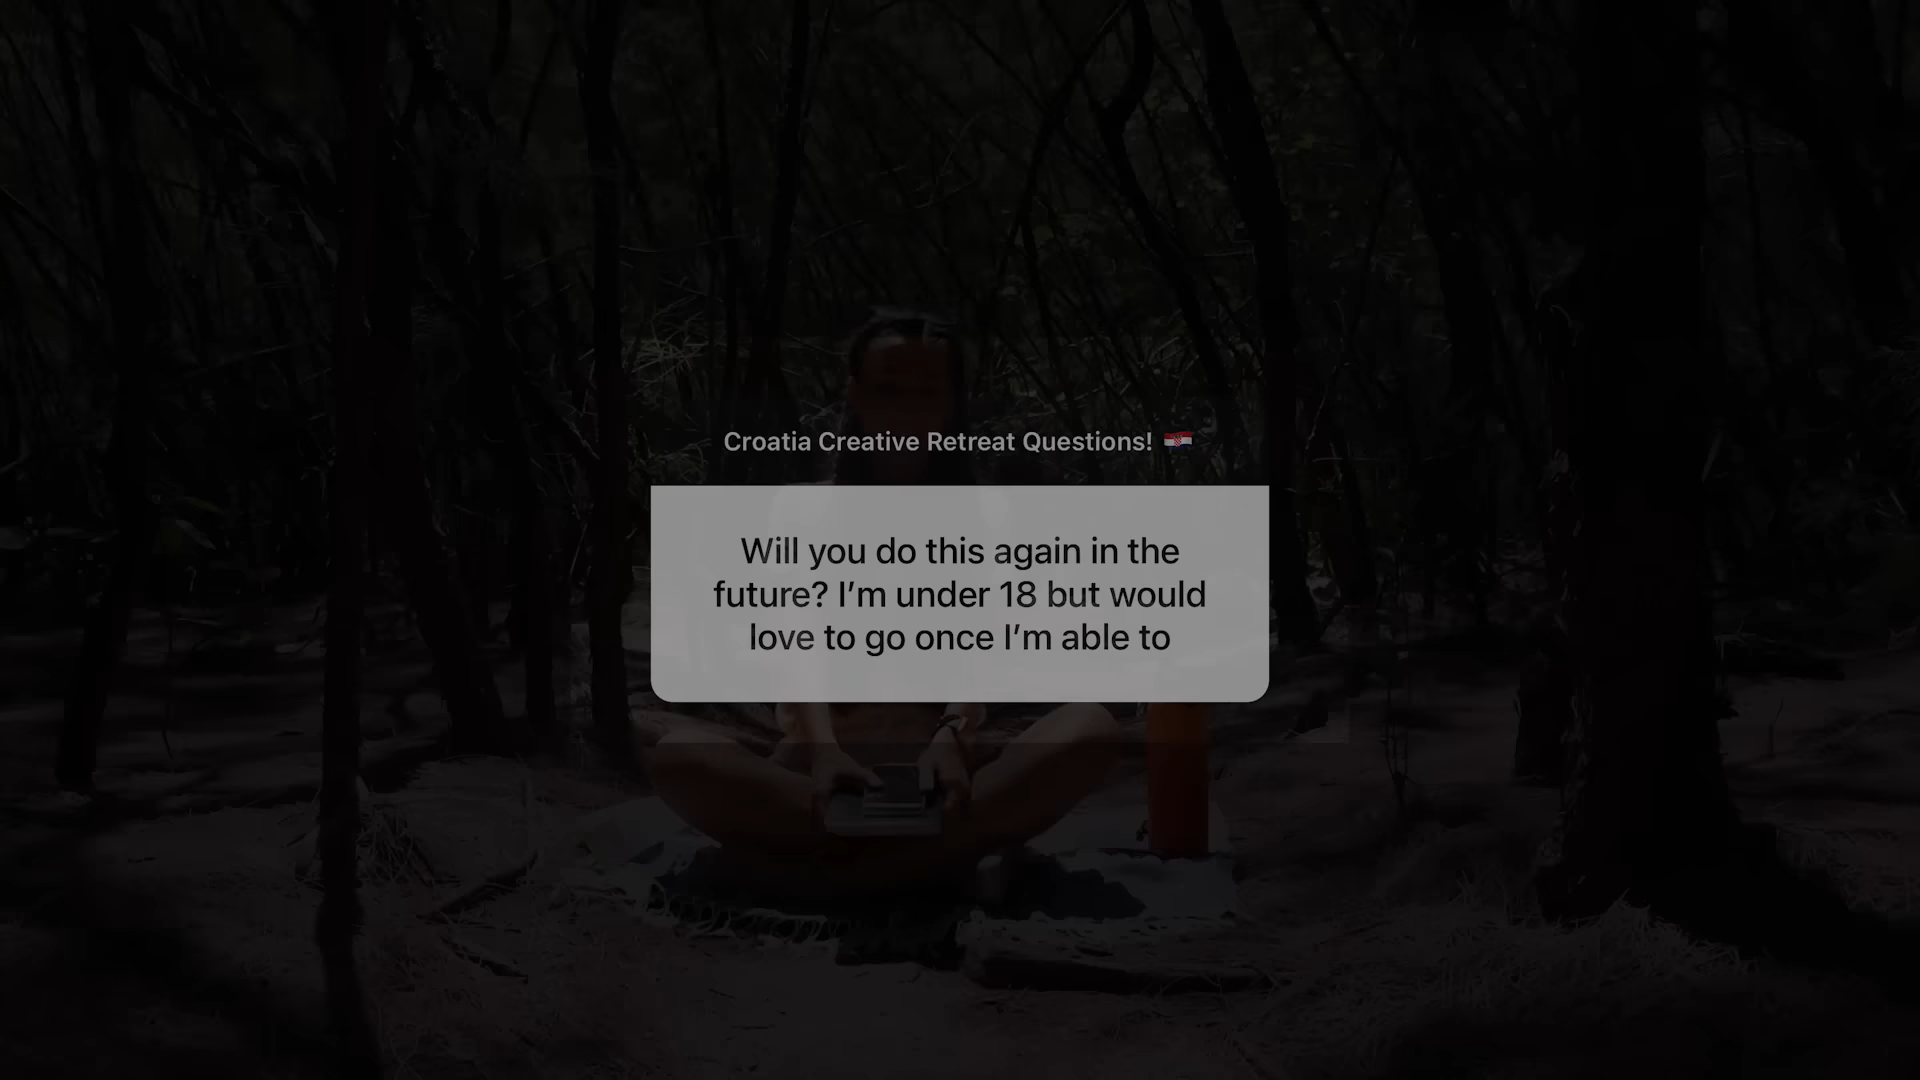 Croatia Creative Retreat Questions! 🇭🇷
Will you do this again in the
future? I’m under 18 but would
love to go once I’m able to